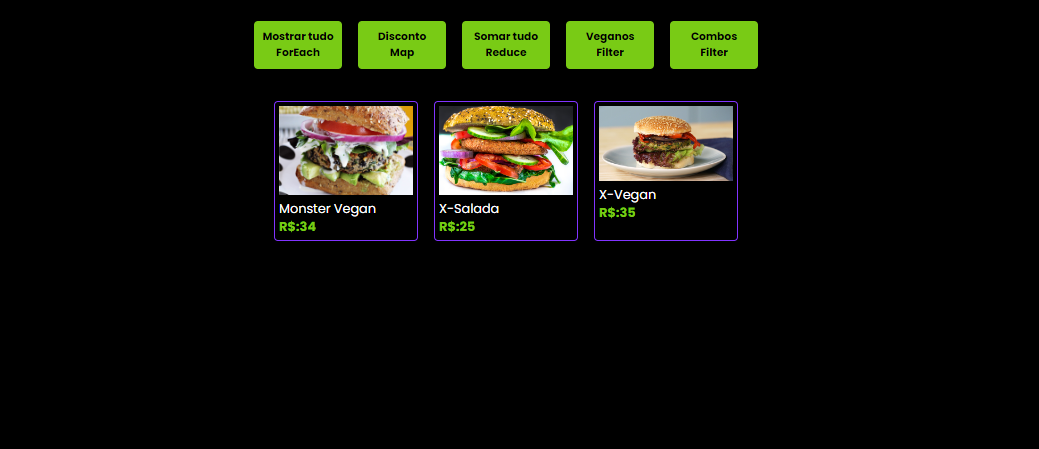 Mostrar tudo
ForEach
Disconto
Map
Somar tudo
Reduce
Veganos
Filter
Combos
Filter
Monster Vegan
R$:34
X-Salada
R$:25
X-Vegan
R$:35